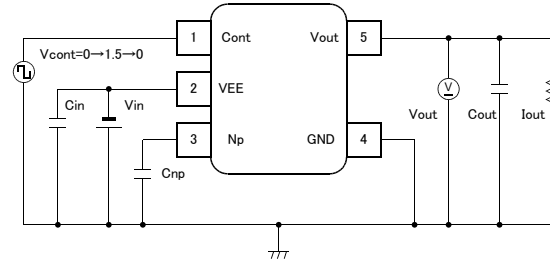 1 Cont Vout 5
Vcont=0→1.5→0
2 VEE
Cin Vin
V
Vout Cout Iout
3 Np GND 4
Cnp